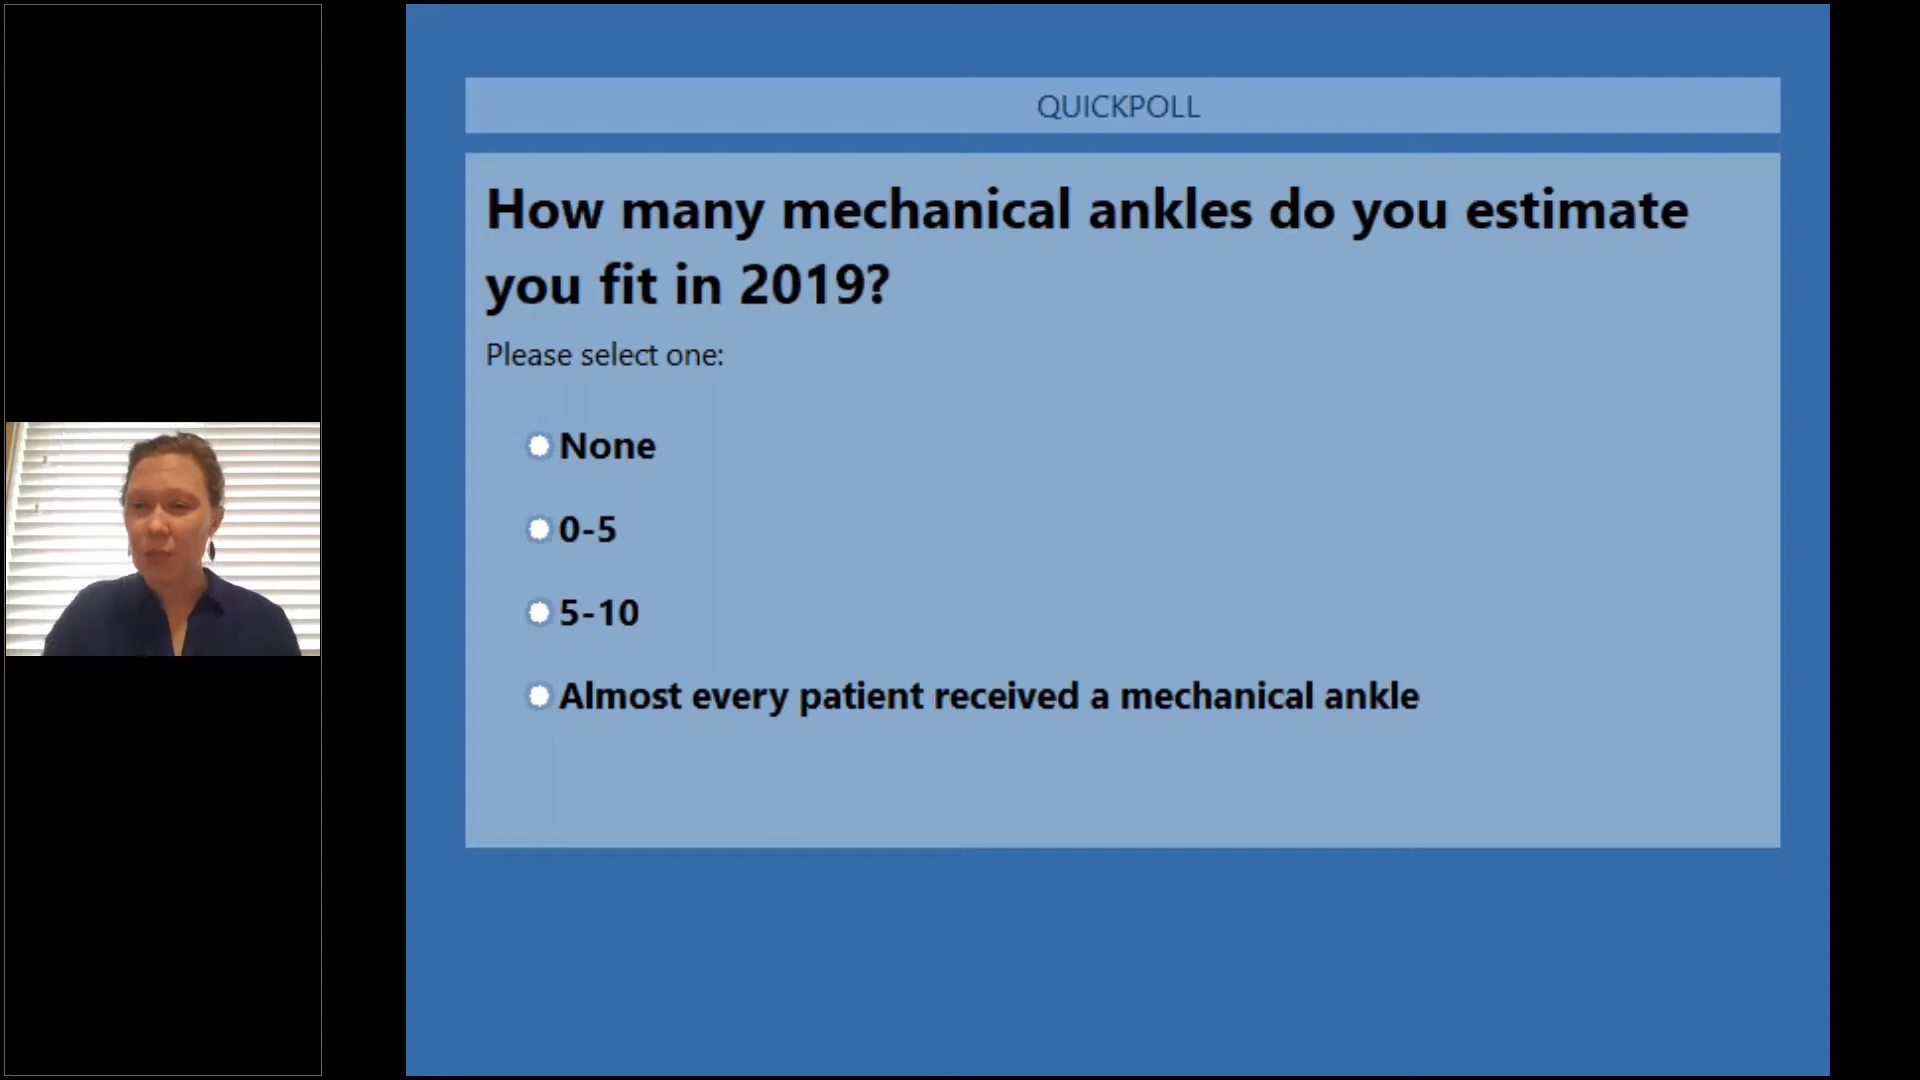 QUICKPOLL
How many mechanical ankles do you estimate
you fit in 2019?
Please select one:
None
0-5
5-10
Almost every patient received a mechanical ankle